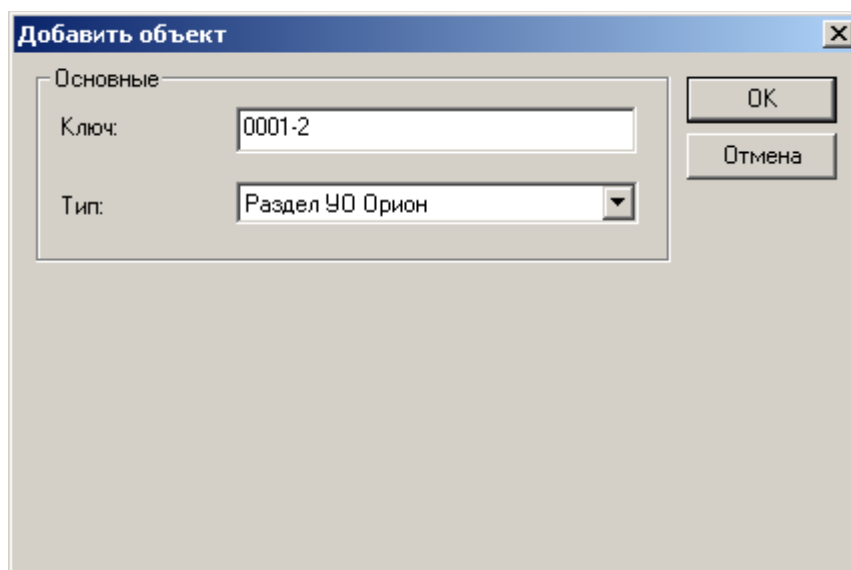 Добавить объект
Основные
Ключ: 0001-2
Тип: Раздел УО Орион
OK
Отмена